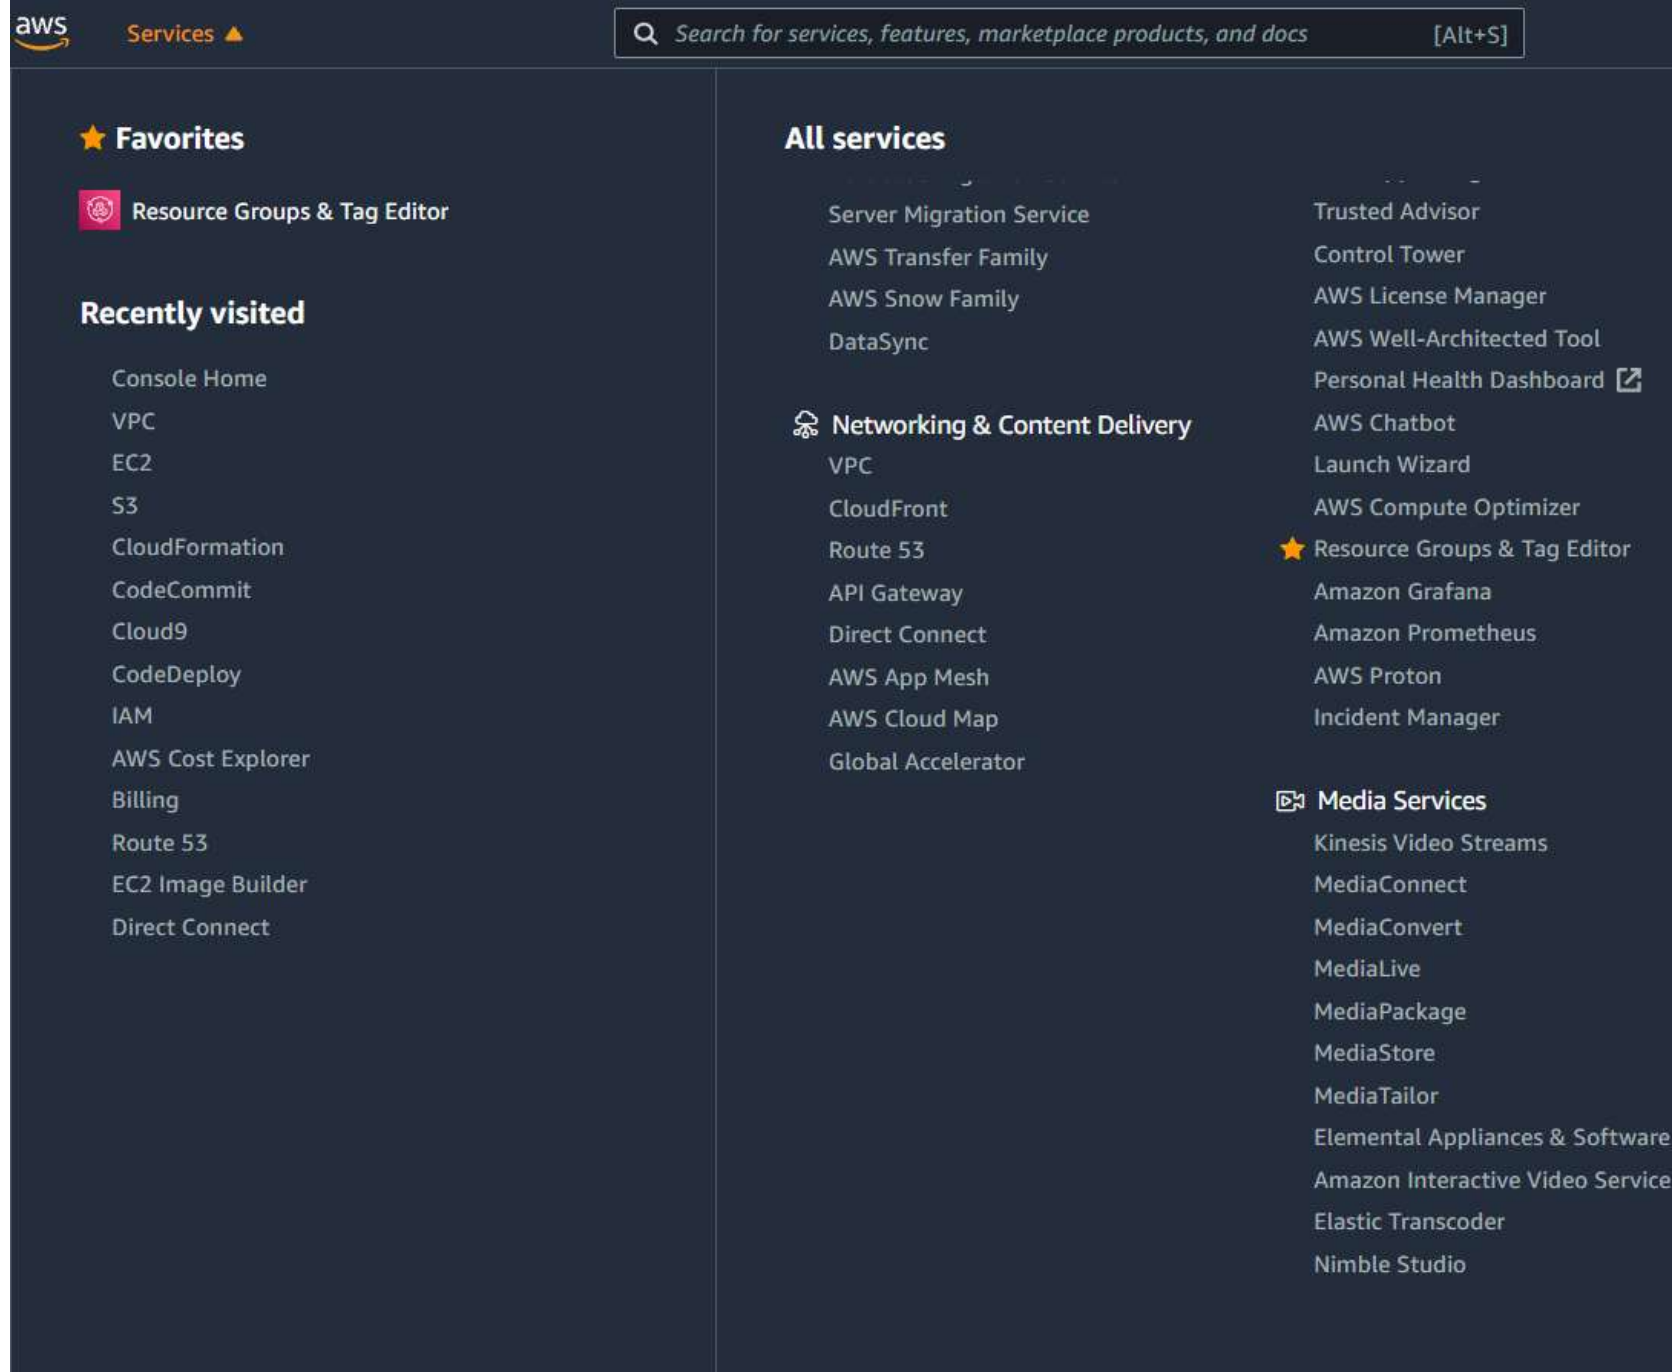 aws
Services
Search for services, features, marketplace products, and docs [Alt+S]
Favorites
Resource Groups & Tag Editor
Recently visited
Console Home
VPC
EC2
S3
CloudFormation
CodeCommit
Cloud9
CodeDeploy
IAM
AWS Cost Explorer
Billing
Route 53
EC2 Image Builder
Direct Connect
All services
Server Migration Service
AWS Transfer Family
AWS Snow Family
DataSync
Networking & Content Delivery
VPC
CloudFront
Route 53
API Gateway
Direct Connect
AWS App Mesh
AWS Cloud Map
Global Accelerator
Trusted Advisor
Control Tower
AWS License Manager
AWS Well-Architected Tool
Personal Health Dashboard
AWS Chatbot
Launch Wizard
AWS Compute Optimizer
Resource Groups & Tag Editor
Amazon Grafana
Amazon Prometheus
AWS Proton
Incident Manager
Media Services
Kinesis Video Streams
MediaConnect
MediaConvert
MediaLive
MediaPackage
MediaStore
MediaTailor
Elemental Appliances & Software
Amazon Interactive Video Service
Elastic Transcoder
Nimble Studio